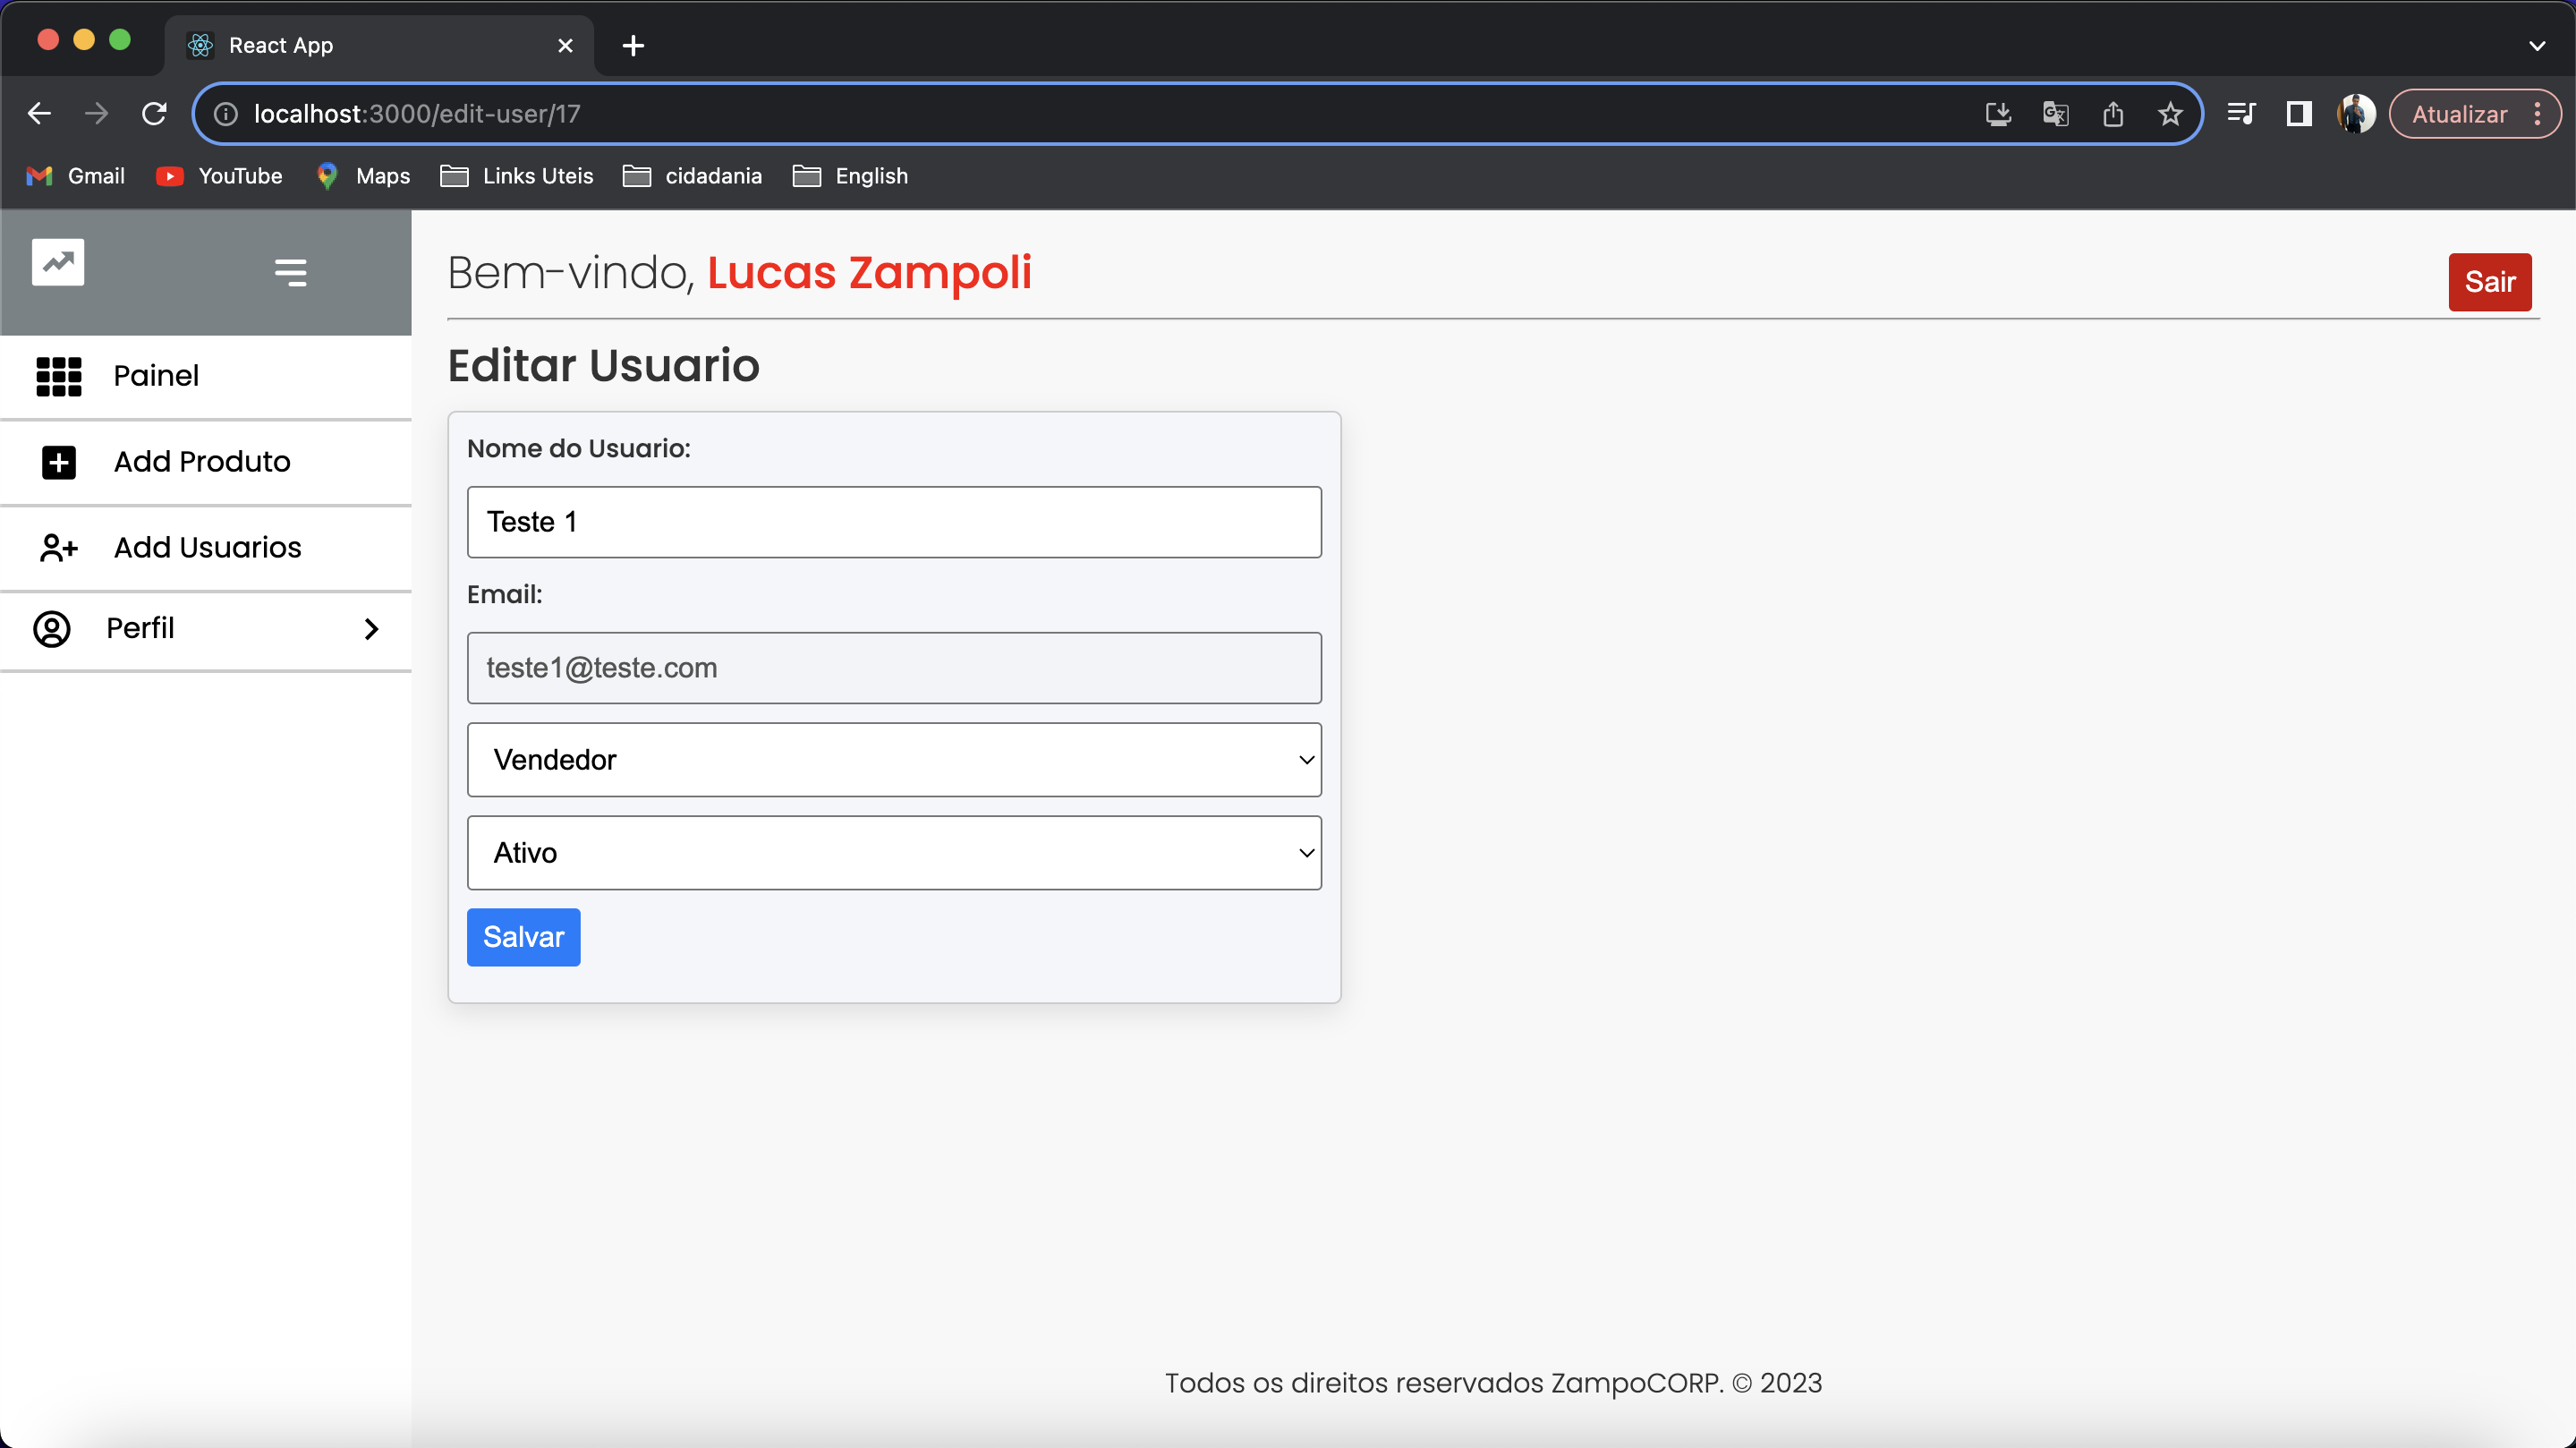 React App
localhost:3000/edit-user/17
Atualizar
Gmail YouTube Maps Links Uteis cidadania English
Bem-vindo, Lucas Zampoli
Sair
Painel
Add Produto
Add Usuarios
Perfil
Editar Usuario
Nome do Usuario:
Teste 1
Email:
teste1@teste.com
Vendedor
Ativo
Salvar
Todos os direitos reservados ZampoCORP. © 2023